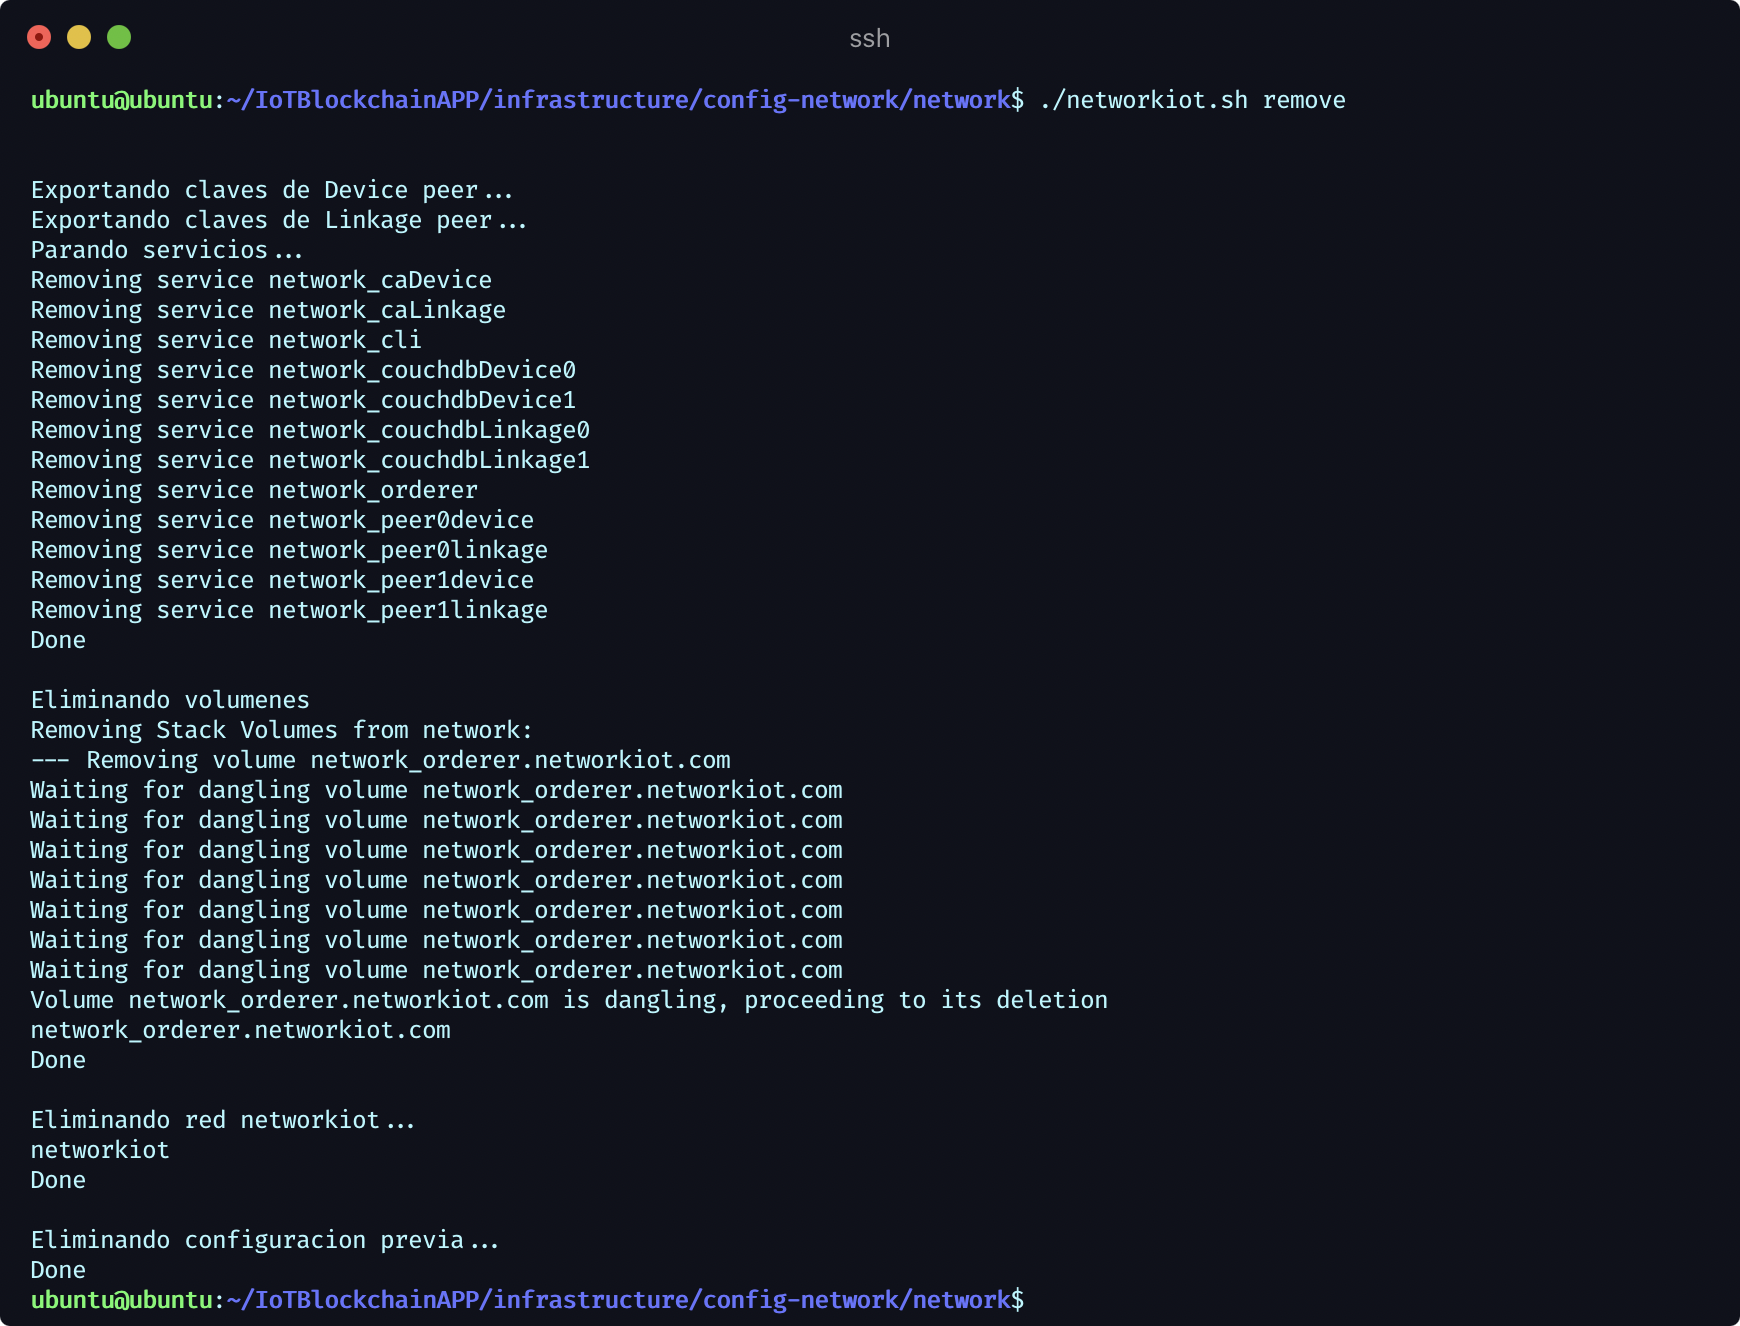 ssh
ubuntu@ubuntu:~/IoTBlockchainAPP/infrastructure/config-network/network$ ./networkiot.sh remove
Exportando claves de Device peer...
Exportando claves de Linkage peer...
Parando servicios...
Removing service network_caDevice
Removing service network_caLinkage
Removing service network_cli
Removing service network_couchdbDevice0
Removing service network_couchdbDevice1
Removing service network_couchdbLinkage0
Removing service network_couchdbLinkage1
Removing service network_orderer
Removing service network_peer0device
Removing service network_peer0linkage
Removing service network_peer1device
Removing service network_peer1linkage
Done
Eliminando volumenes
Removing Stack Volumes from network:
--- Removing volume network_orderer.networkiot.com
Waiting for dangling volume network_orderer.networkiot.com
Waiting for dangling volume network_orderer.networkiot.com
Waiting for dangling volume network_orderer.networkiot.com
Waiting for dangling volume network_orderer.networkiot.com
Waiting for dangling volume network_orderer.networkiot.com
Waiting for dangling volume network_orderer.networkiot.com
Waiting for dangling volume network_orderer.networkiot.com
Volume network_orderer.networkiot.com is dangling, proceeding to its deletion
network_orderer.networkiot.com
Done
Eliminando red networkiot...
networkiot
Done
Eliminando configuracion previa...
Done
ubuntu@ubuntu:~/IoTBlockchainAPP/infrastructure/config-network/network$